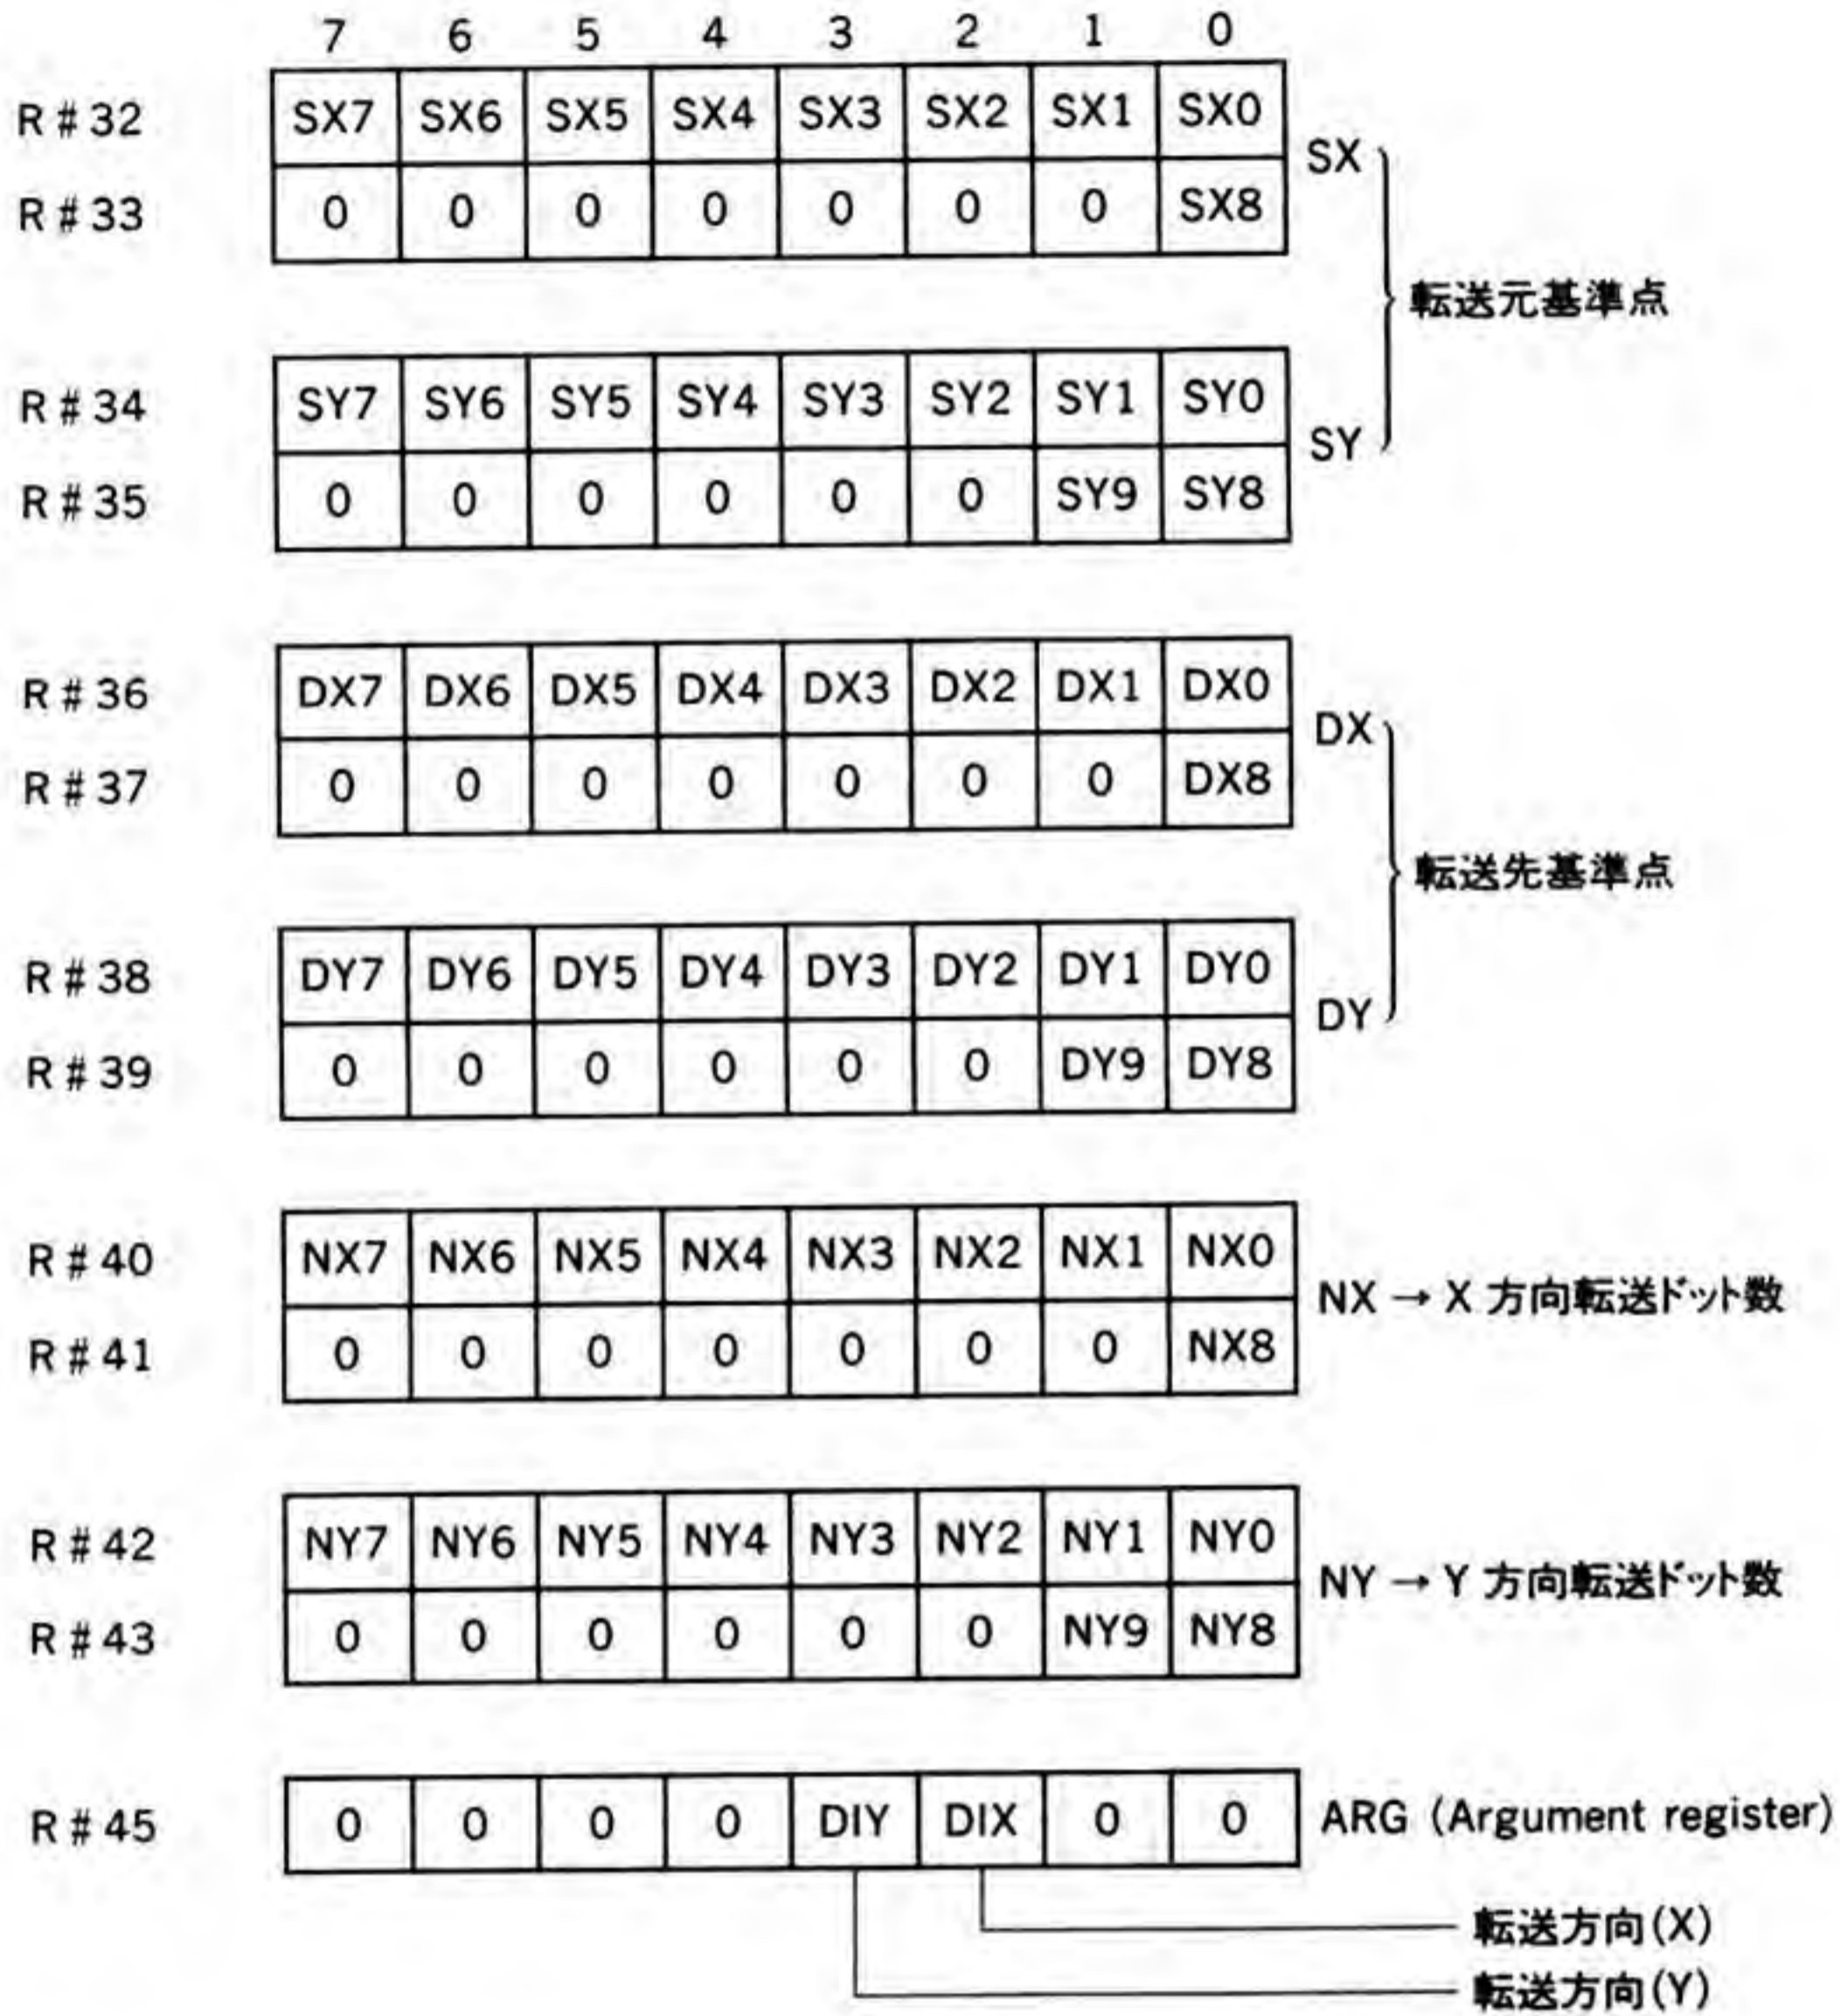 7 6 5 4 3 2 1 0
R#32 SX7 SX6 SX5 SX4 SX3 SX2 SX1 SX0
SX
R#33 0 0 0 0 0 0 0 SX8
転送元基準点
R#34 SY7 SY6 SY5 SY4 SY3 SY2 SY1 SY0
SY
R#35 0 0 0 0 0 0 SY9 SY8
R#36 DX7 DX6 DX5 DX4 DX3 DX2 DX1 DX0
DX
R#37 0 0 0 0 0 0 0 DX8
転送先基準点
R#38 DY7 DY6 DY5 DY4 DY3 DY2 DY1 DY0
DY
R#39 0 0 0 0 0 0 DY9 DY8
R#40 NX7 NX6 NX5 NX4 NX3 NX2 NX1 NX0
NX → X 方向転送ドット数
R#41 0 0 0 0 0 0 0 NX8
R#42 NY7 NY6 NY5 NY4 NY3 NY2 NY1 NY0
NY → Y 方向転送ドット数
R#43 0 0 0 0 0 0 NY9 NY8
R#45 0 0 0 0 DIY DIX 0 0 ARG (Argument register)
転送方向(X)
転送方向(Y)